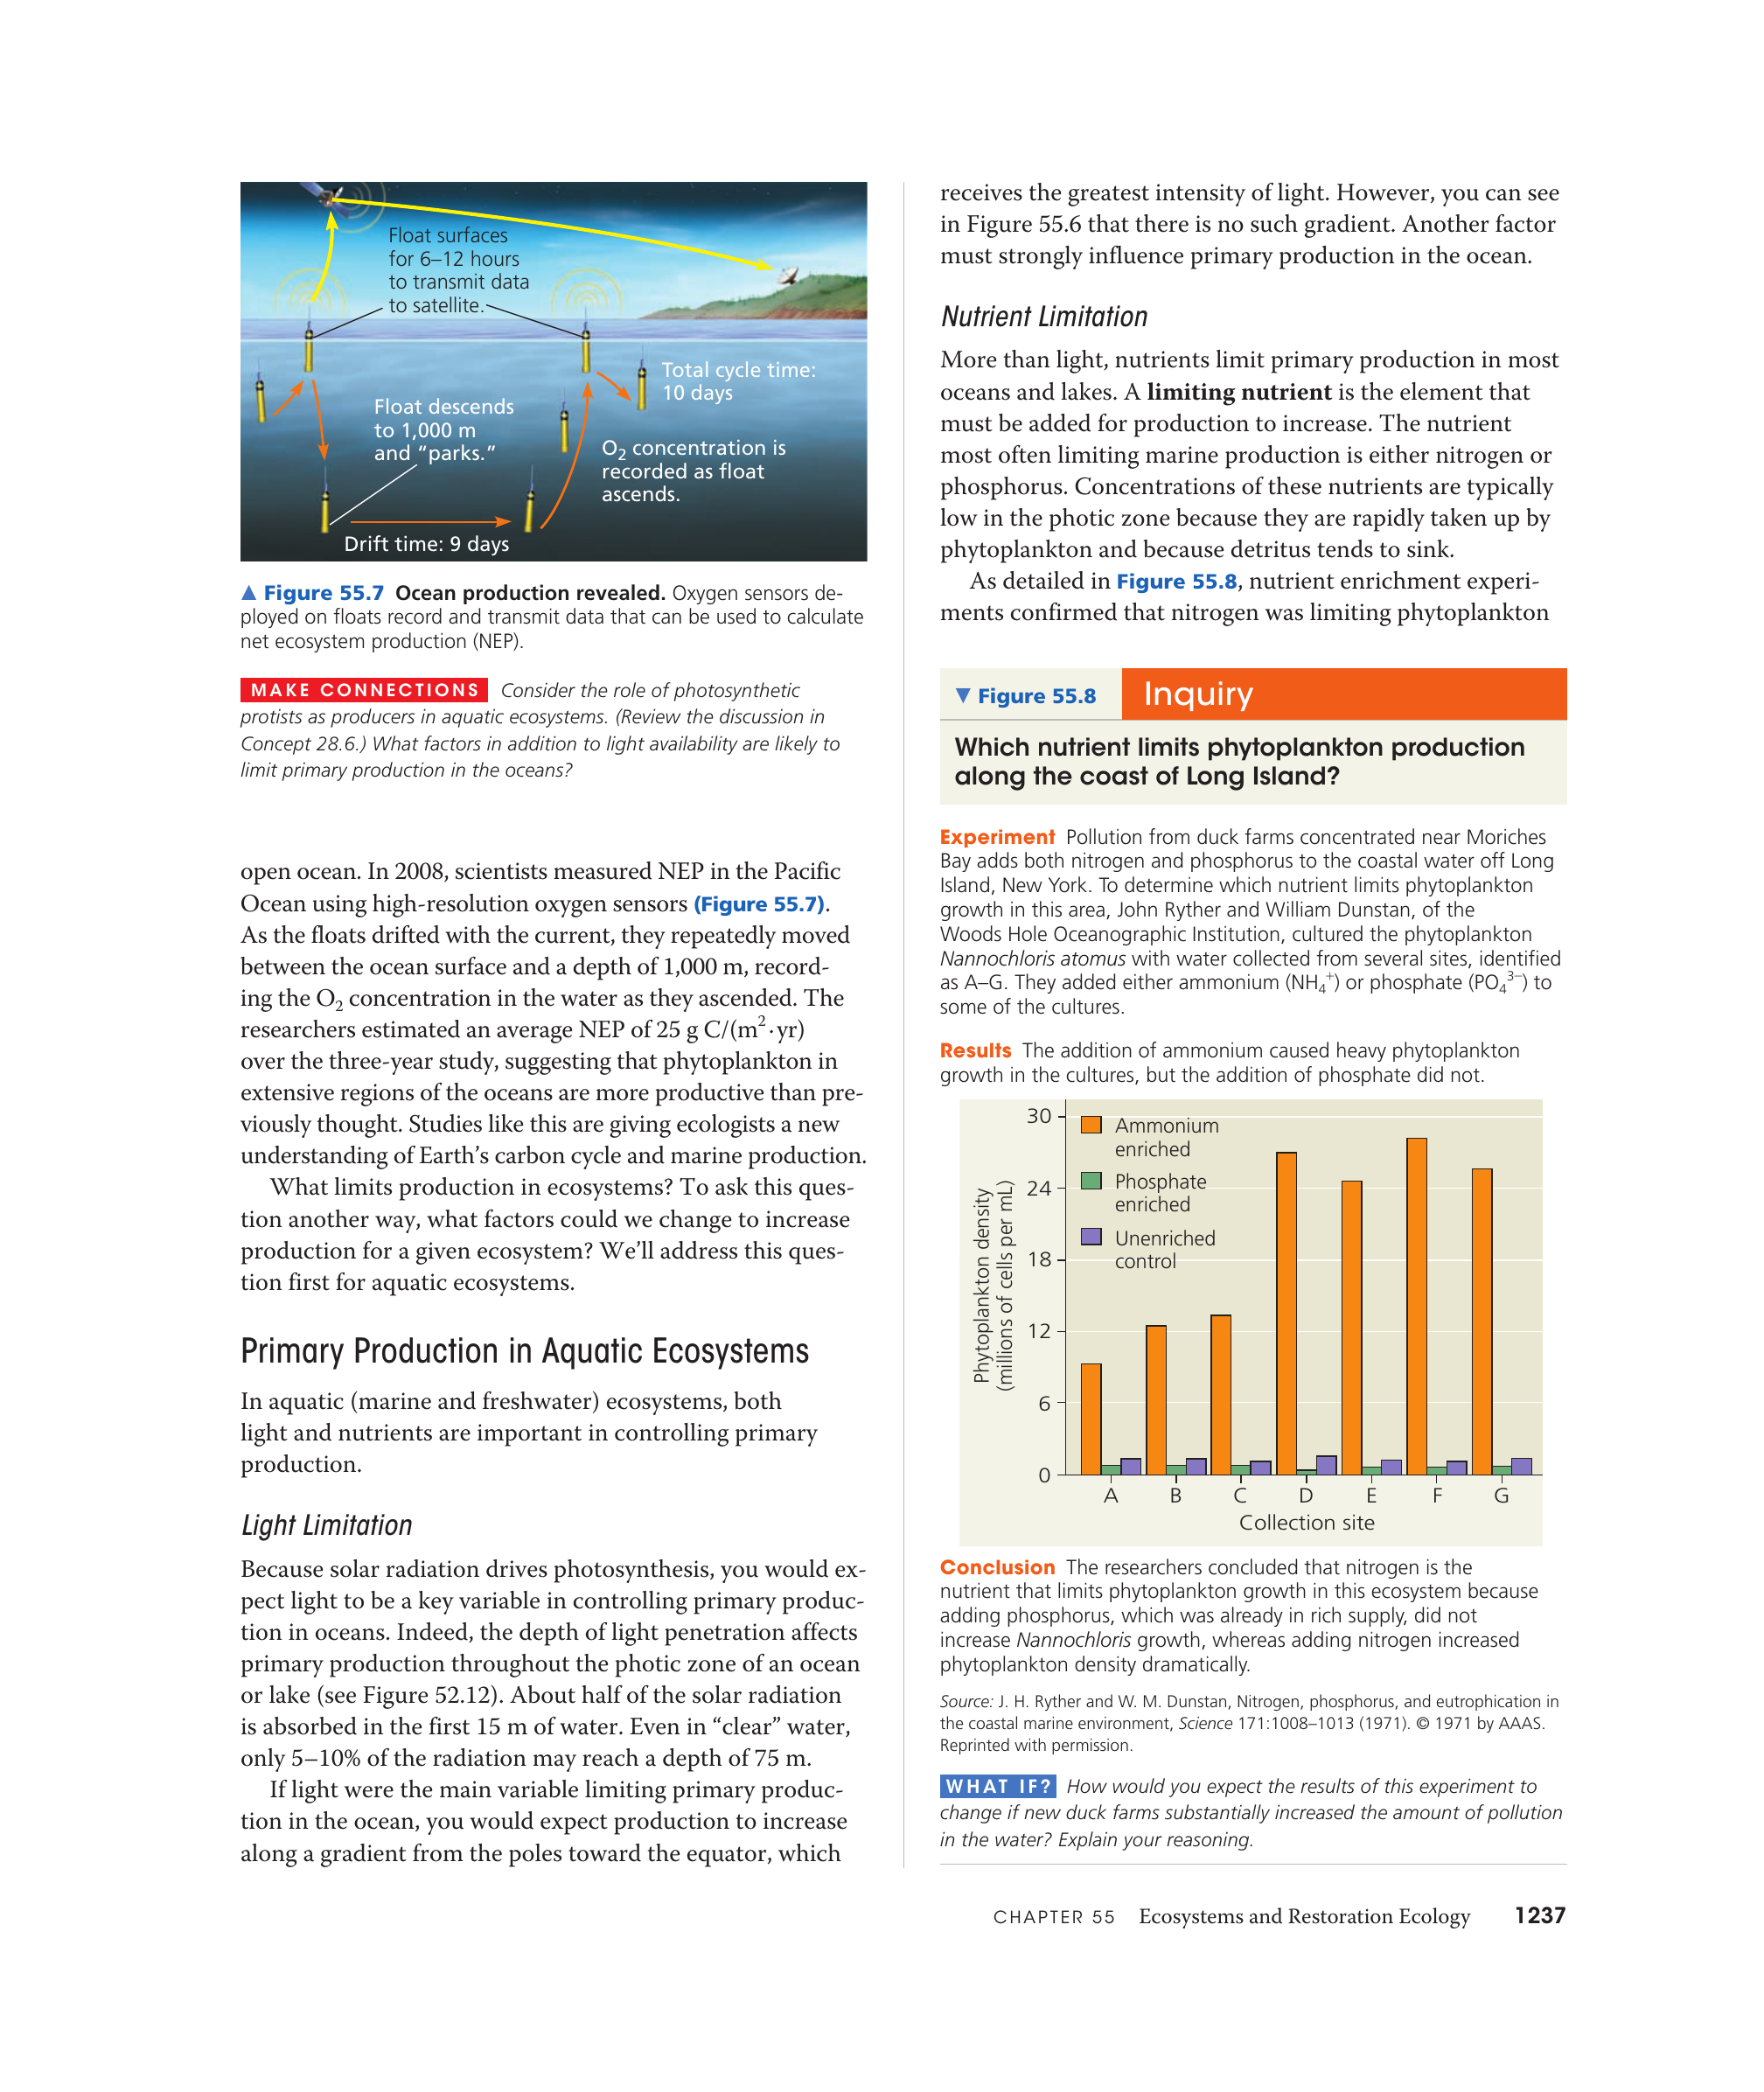 Float surfaces
for 6–12 hours
to transmit data
to satellite.
Total cycle time:
10 days
Float descends
to 1,000 m
and “parks.”
O₂ concentration is
recorded as float
ascends.
Drift time: 9 days
▲ Figure 55.7 Ocean production revealed. Oxygen sensors de-
ployed on floats record and transmit data that can be used to calculate
net ecosystem production (NEP).
MAKE CONNECTIONS Consider the role of photosynthetic
protists as producers in aquatic ecosystems. (Review the discussion in
Concept 28.6.) What factors in addition to light availability are likely to
limit primary production in the oceans?
open ocean. In 2008, scientists measured NEP in the Pacific
Ocean using high-resolution oxygen sensors (Figure 55.7).
As the floats drifted with the current, they repeatedly moved
between the ocean surface and a depth of 1,000 m, record-
ing the O₂ concentration in the water as they ascended. The
researchers estimated an average NEP of 25 g C/(m²·yr)
over the three-year study, suggesting that phytoplankton in
extensive regions of the oceans are more productive than pre-
viously thought. Studies like this are giving ecologists a new
understanding of Earth’s carbon cycle and marine production.
What limits production in ecosystems? To ask this ques-
tion another way, what factors could we change to increase
production for a given ecosystem? We’ll address this ques-
tion first for aquatic ecosystems.
Primary Production in Aquatic Ecosystems
In aquatic (marine and freshwater) ecosystems, both
light and nutrients are important in controlling primary
production.
Light Limitation
Because solar radiation drives photosynthesis, you would ex-
pect light to be a key variable in controlling primary produc-
tion in oceans. Indeed, the depth of light penetration affects
primary production throughout the photic zone of an ocean
or lake (see Figure 52.12). About half of the solar radiation
is absorbed in the first 15 m of water. Even in “clear” water,
only 5–10% of the radiation may reach a depth of 75 m.
If light were the main variable limiting primary produc-
tion in the ocean, you would expect production to increase
along a gradient from the poles toward the equator, which
receives the greatest intensity of light. However, you can see
in Figure 55.6 that there is no such gradient. Another factor
must strongly influence primary production in the ocean.
Nutrient Limitation
More than light, nutrients limit primary production in most
oceans and lakes. A limiting nutrient is the element that
must be added for production to increase. The nutrient
most often limiting marine production is either nitrogen or
phosphorus. Concentrations of these nutrients are typically
low in the photic zone because they are rapidly taken up by
phytoplankton and because detritus tends to sink.
As detailed in Figure 55.8, nutrient enrichment experi-
ments confirmed that nitrogen was limiting phytoplankton
▼ Figure 55.8 Inquiry
Which nutrient limits phytoplankton production
along the coast of Long Island?
Experiment Pollution from duck farms concentrated near Moriches
Bay adds both nitrogen and phosphorus to the coastal water off Long
Island, New York. To determine which nutrient limits phytoplankton
growth in this area, John Ryther and William Dunstan, of the
Woods Hole Oceanographic Institution, cultured the phytoplankton
Nannochloris atomus with water collected from several sites, identified
as A–G. They added either ammonium (NH₄⁺) or phosphate (PO₄³⁻) to
some of the cultures.
Results The addition of ammonium caused heavy phytoplankton
growth in the cultures, but the addition of phosphate did not.
Phytoplankton density
(millions of cells per mL)
30
24
18
12
6
0
Ammonium
enriched
Phosphate
enriched
Unenriched
control
A B C D E F G
Collection site
Conclusion The researchers concluded that nitrogen is the
nutrient that limits phytoplankton growth in this ecosystem because
adding phosphorus, which was already in rich supply, did not
increase Nannochloris growth, whereas adding nitrogen increased
phytoplankton density dramatically.
Source: J. H. Ryther and W. M. Dunstan, Nitrogen, phosphorus, and eutrophication in
the coastal marine environment, Science 171:1008–1013 (1971). © 1971 by AAAS.
Reprinted with permission.
WHAT IF? How would you expect the results of this experiment to
change if new duck farms substantially increased the amount of pollution
in the water? Explain your reasoning.
CHAPTER 55 Ecosystems and Restoration Ecology 1237